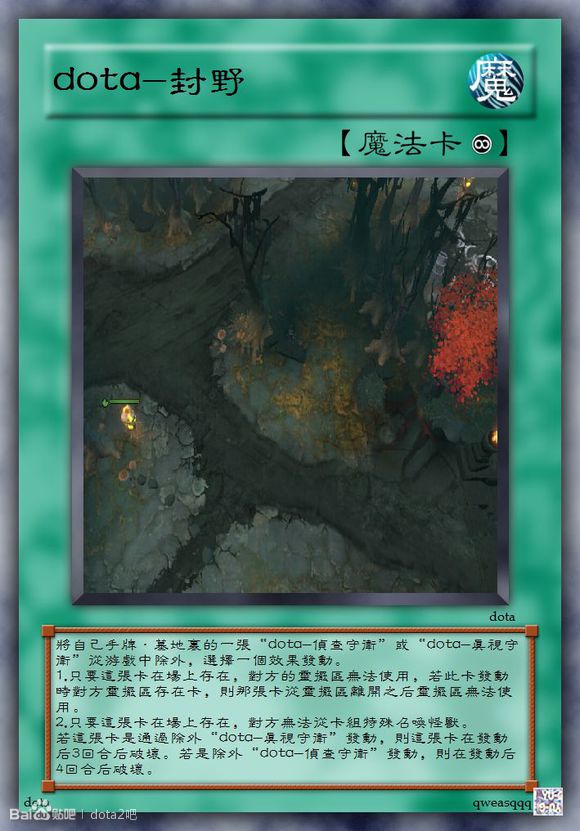 dota-封野
魔
【魔法卡♾】
dota
將自己手牌·墓地裏的一張“dota-偵查守衛”或“dota-真視守
衛”從游戲中除外，選擇一個效果發動。
1.只要這張卡在場上存在，對方的靈擺區無法使用，若此卡發動
時對方靈擺區存在卡，則那張卡從靈擺區離開之后靈擺區無法使
用。
2.只要這張卡在場上存在，對方無法從卡組特殊召喚怪獸。
若這張卡是通過除外“dota-真視守衛”發動，則這張卡在發動
后3回合后破壞。若是除外“dota-偵查守衛”發動，則在發動后
4回合后破壞。
qweasqqq
Bai貼吧 | dota2吧